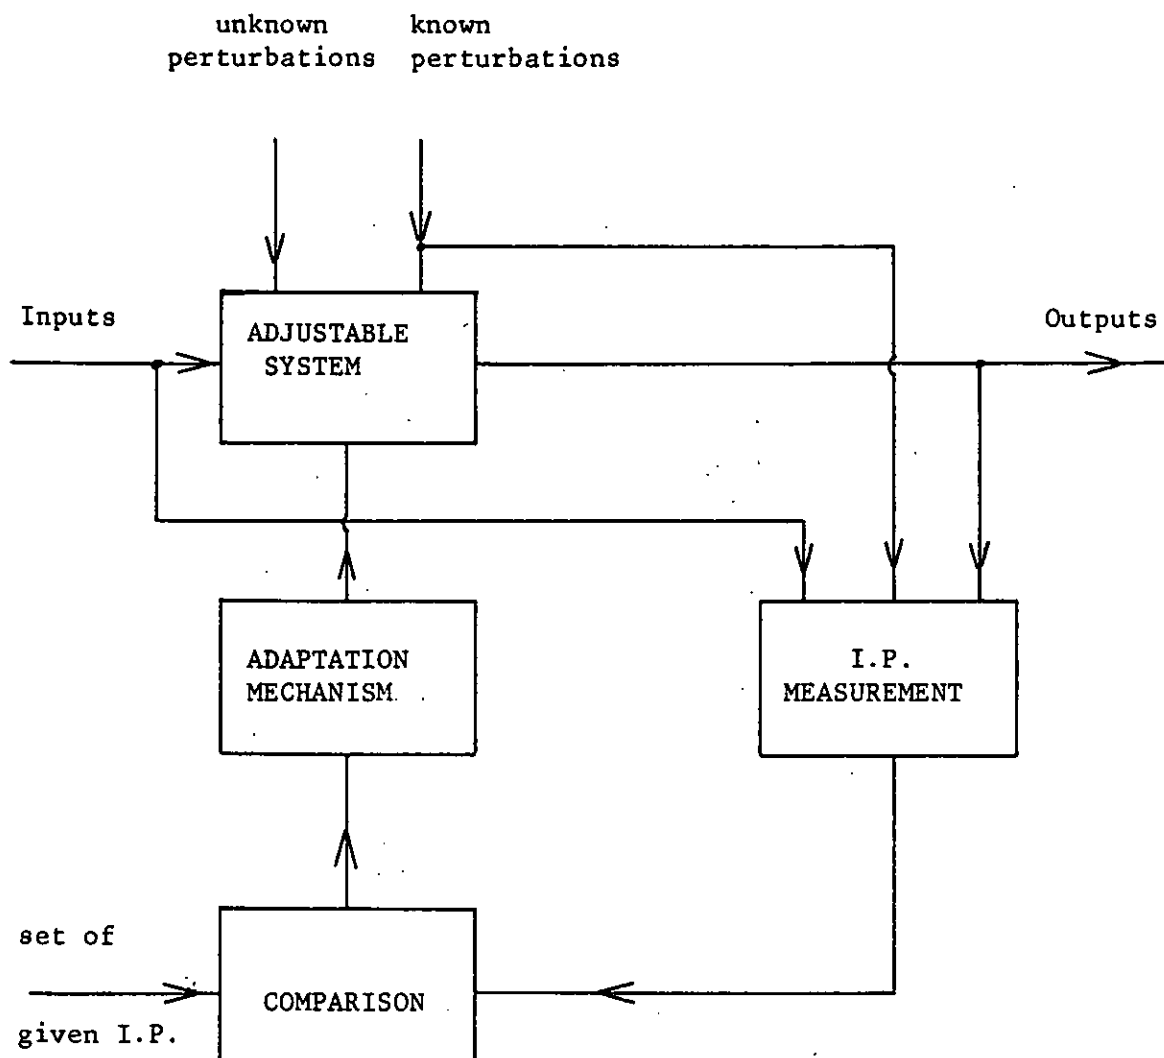 unknown
perturbations
known
perturbations
Inputs
ADJUSTABLE
SYSTEM
Outputs
ADAPTATION
MECHANISM
I.P.
MEASUREMENT
set of
given I.P.
COMPARISON